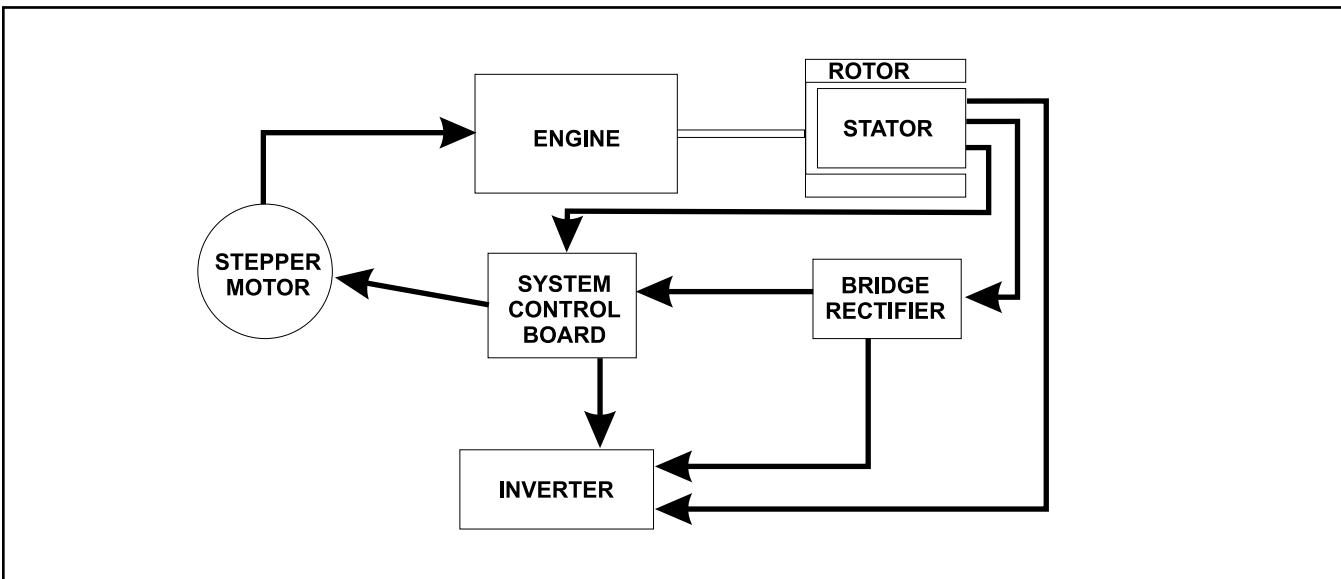 ROTOR
ENGINE
STATOR
STEPPER
MOTOR
SYSTEM
CONTROL
BOARD
BRIDGE
RECTIFIER
INVERTER